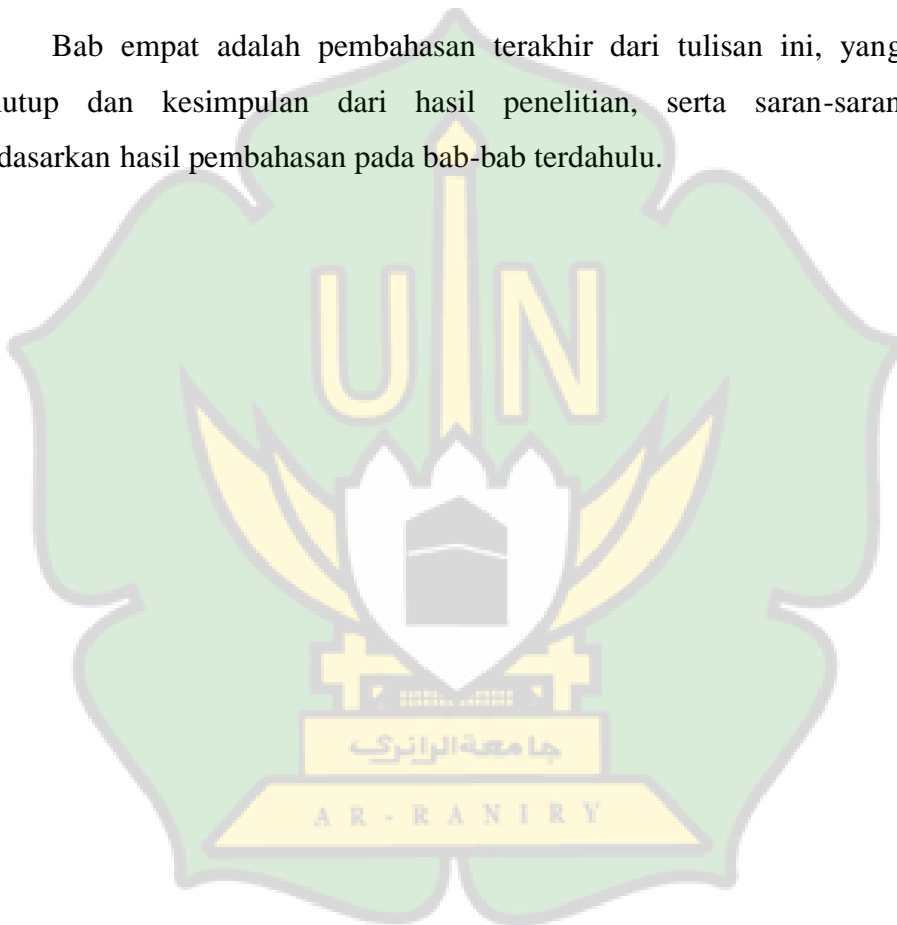 Bab empat adalah pembahasan terakhir dari tulisan ini, yang
utup dan kesimpulan dari hasil penelitian, serta saran-saran
dasarkan hasil pembahasan pada bab-bab terdahulu.
UIN
جامعة الرانري
AR-RANIRY